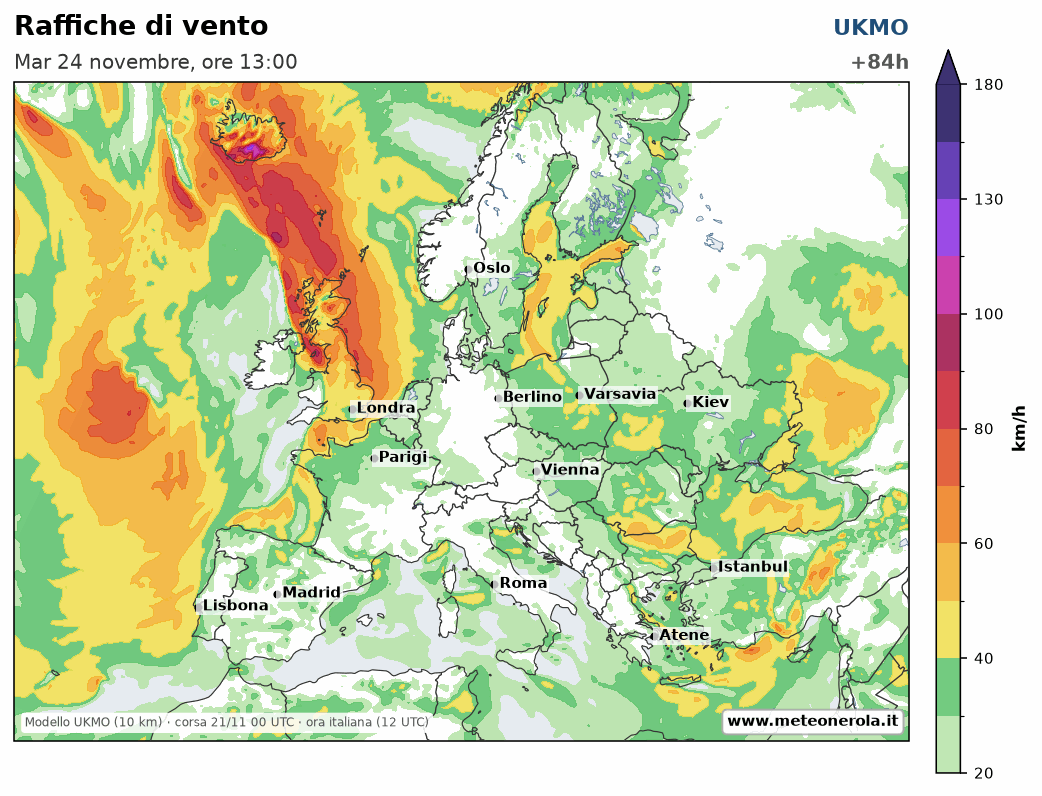 Raffiche di vento
UKMO
Mar 24 novembre, ore 13:00
+84h
180
130
100
80
60
40
20
km/h
Oslo
Berlino
Varsavia
Kiev
Londra
Parigi
Vienna
Istanbul
Roma
Madrid
Lisbona
Atene
Modello UKMO (10 km) · corsa 21/11 00 UTC · ora italiana (12 UTC)
www.meteonerola.it